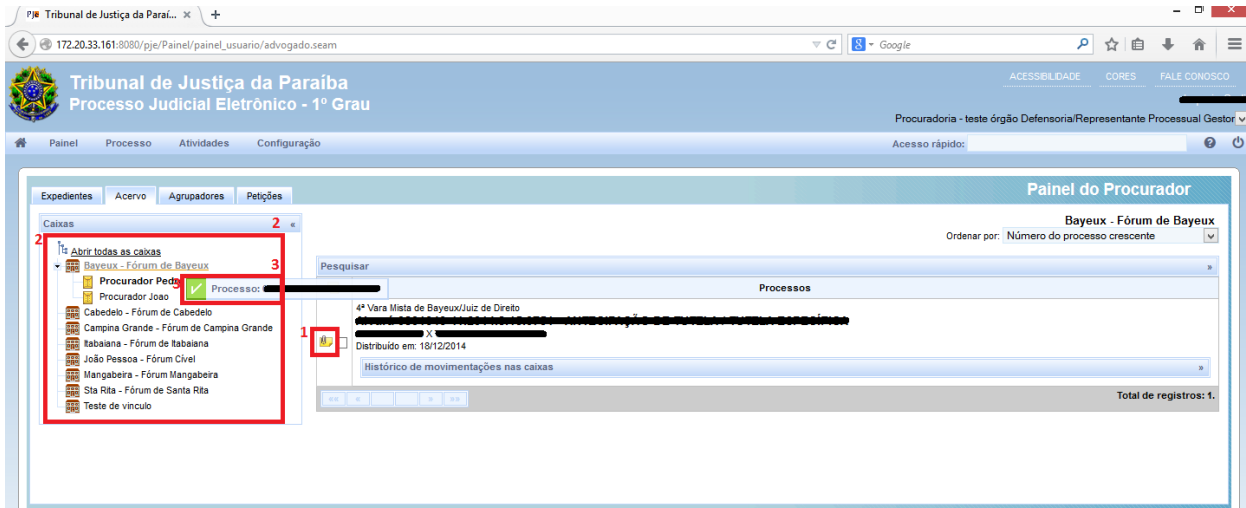 PJe Tribunal de Justiça da Paraí... × +
172.20.33.161:8080/pje/Painel/painel_usuario/advogado.seam
8 Google
Tribunal de Justiça da Paraíba
Processo Judicial Eletrônico - 1º Grau
ACESSIBILIDADE CORES FALE CONOSCO
Procuradoria - teste órgão Defensoria/Representante Processual Gestor
Painel Processo Atividades Configuração
Acesso rápido:
Expedientes Acervo Agrupadores Petições
Painel do Procurador
Caixas 2 «
2
Abrir todas as caixas
Bayeux - Fórum de Bayeux 3
Procurador Ped
Processo:
Procurador Joao
Cabedelo - Fórum de Cabedelo
Campina Grande - Fórum de Campina Grande
Itabaiana - Fórum de Itabaiana
João Pessoa - Fórum Cível
Mangabeira - Fórum Mangabeira
Sta Rita - Fórum de Santa Rita
Teste de vinculo
Bayeux - Fórum de Bayeux
Ordenar por: Número do processo crescente
Pesquisar »
Processos
4ª Vara Mista de Bayeux/Juiz de Direito
X
1
Distribuído em: 18/12/2014
Histórico de movimentações nas caixas »
«« « » »»
Total de registros: 1.